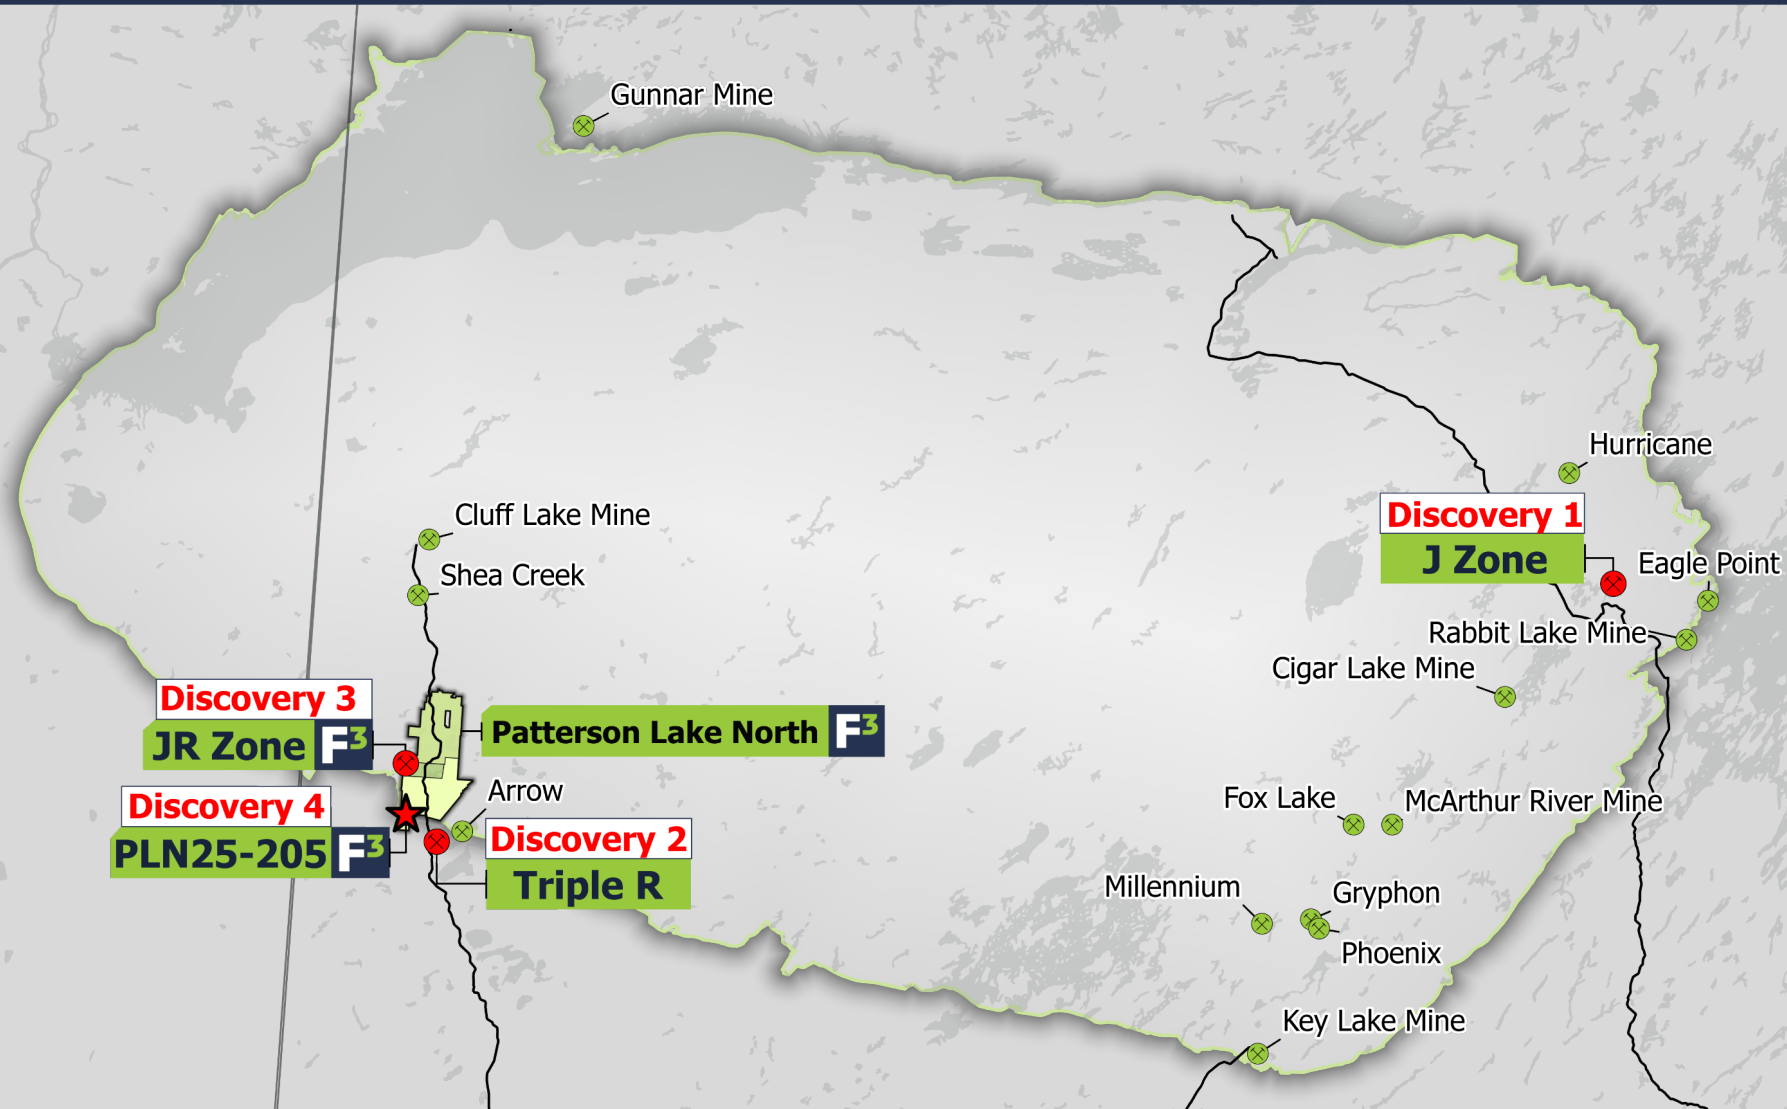 Gunnar Mine
Hurricane
Cluff Lake Mine
Discovery 1
J Zone
Eagle Point
Shea Creek
Rabbit Lake Mine
Cigar Lake Mine
Discovery 3
JR Zone F3
Patterson Lake North F3
Arrow
Discovery 4
PLN25-205 F3
Discovery 2
Triple R
Fox Lake
McArthur River Mine
Millennium
Gryphon
Phoenix
Key Lake Mine